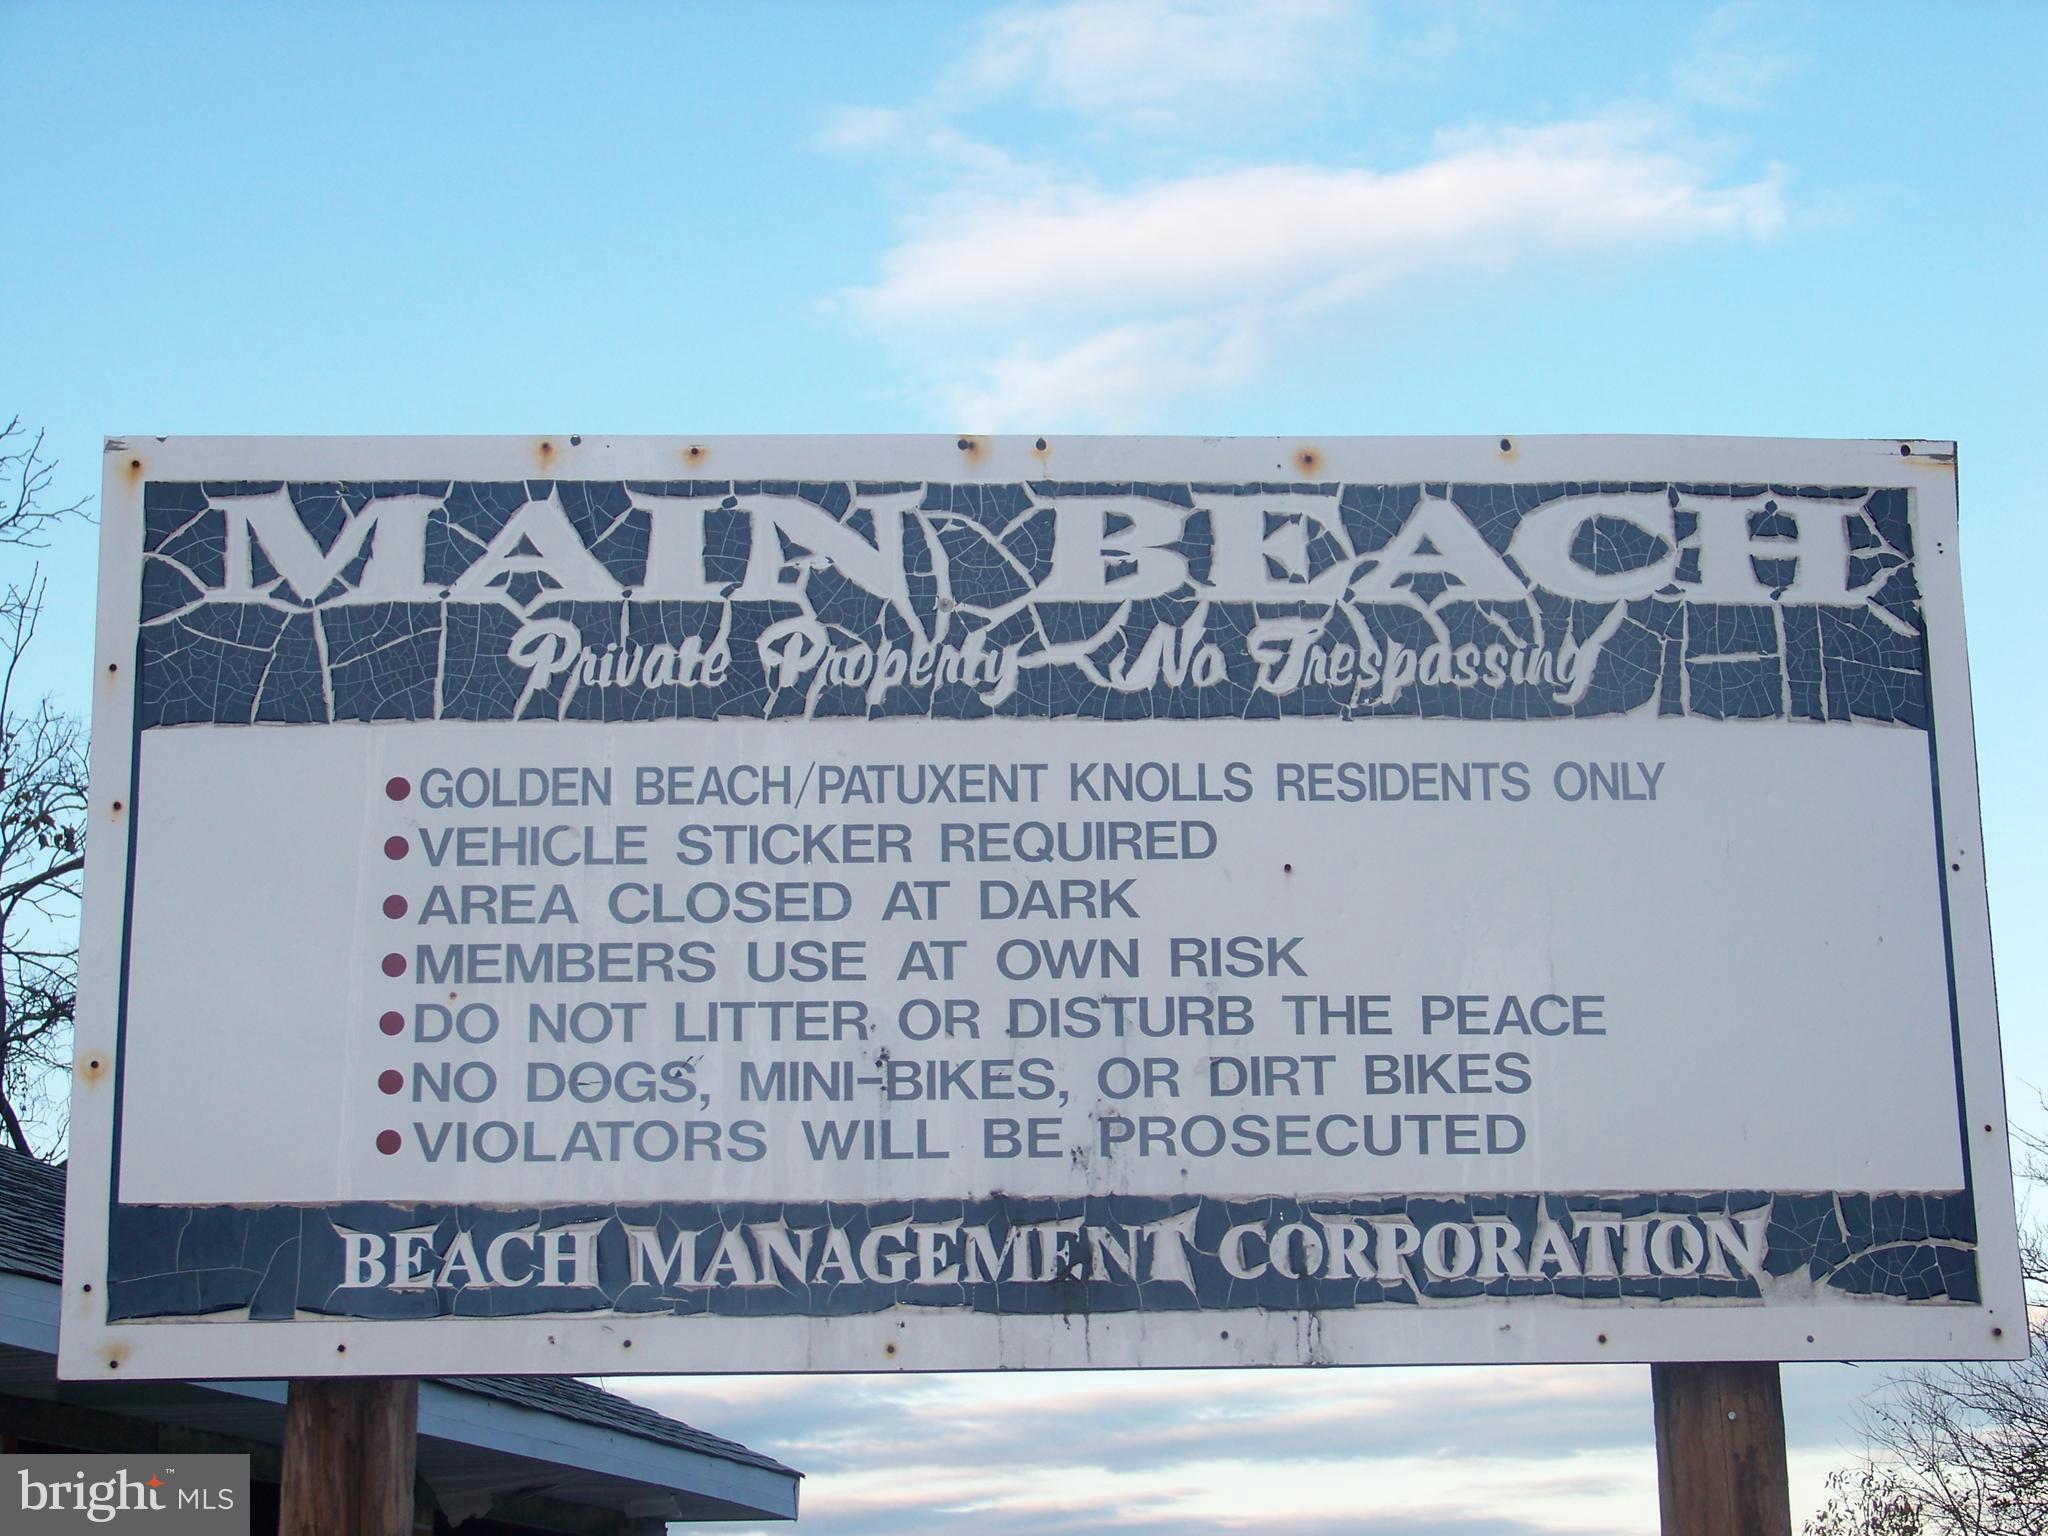 MAIN BEACH
Private Property - No Trespassing
• GOLDEN BEACH/PATUXENT KNOLLS RESIDENTS ONLY
• VEHICLE STICKER REQUIRED
• AREA CLOSED AT DARK
• MEMBERS USE AT OWN RISK
• DO NOT LITTER OR DISTURB THE PEACE
• NO DOGS, MINI-BIKES, OR DIRT BIKES
• VIOLATORS WILL BE PROSECUTED
BEACH MANAGEMENT CORPORATION
bright™ MLS